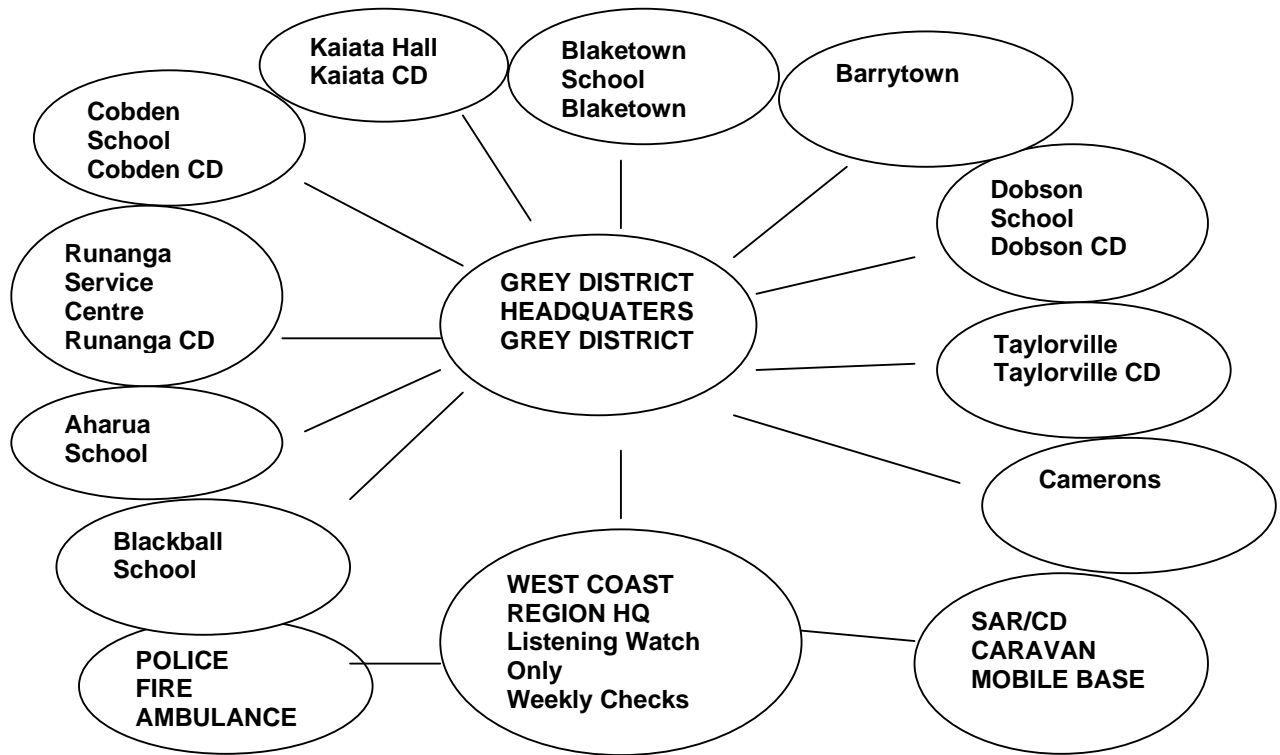 Kaiata Hall
Kaiata CD
Blaketown
School
Blaketown
Barrytown
Cobden
School
Cobden CD
Dobson
School
Dobson CD
Runanga
Service
Centre
Runanga CD
GREY DISTRICT
HEADQUATERS
GREY DISTRICT
Taylorville
Taylorville CD
Aharua
School
Camerons
Blackball
School
WEST COAST
REGION HQ
Listening Watch
Only
Weekly Checks
SAR/CD
CARAVAN
MOBILE BASE
POLICE
FIRE
AMBULANCE